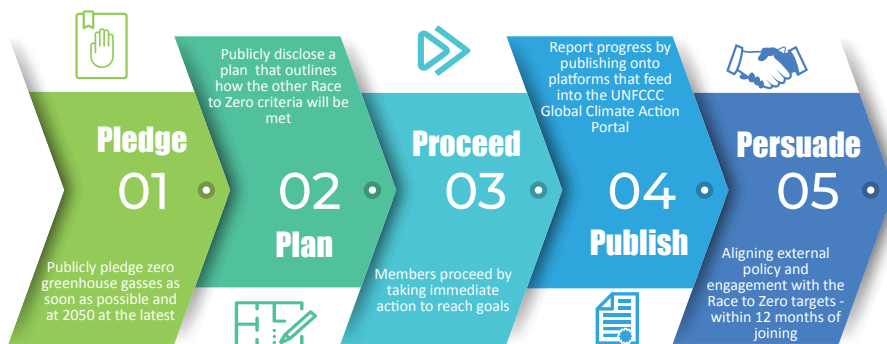 Pledge
01
Publicly pledge zero
greenhouse gasses as
soon as possible and
at 2050 at the latest
Publicly disclose a
plan that outlines
how the other Race
to Zero criteria will be
met
02
Plan
Proceed
03
Members proceed by
taking immediate
action to reach goals
Report progress by
publishing onto
platforms that feed
into the UNFCCC
Global Climate Action
Portal
04
Publish
Persuade
05
Aligning external
policy and
engagement with the
Race to Zero targets -
within 12 months of
joining